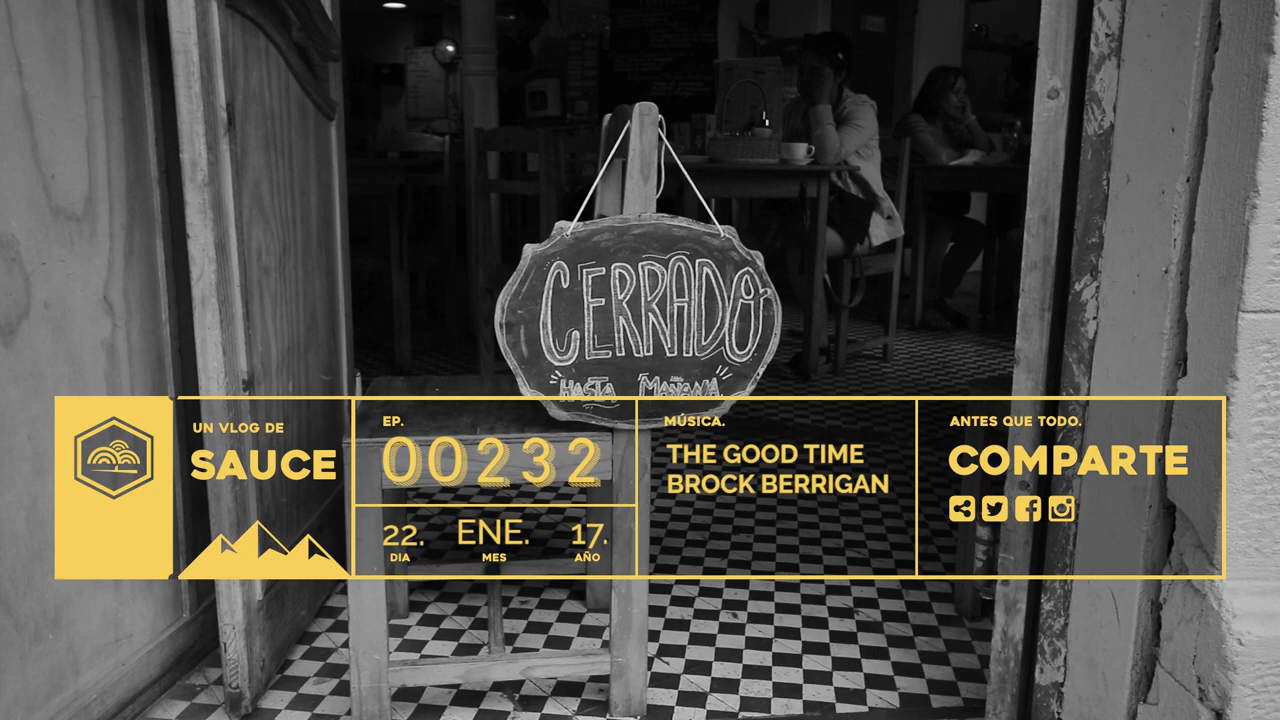 CERRADO
HASTA MAÑANA
UN VLOG DE
SAUCE
EP.
00232
22. ENE. 17.
DIA MES AÑO
MÚSICA.
THE GOOD TIME
BROCK BERRIGAN
ANTES QUE TODO.
COMPARTE